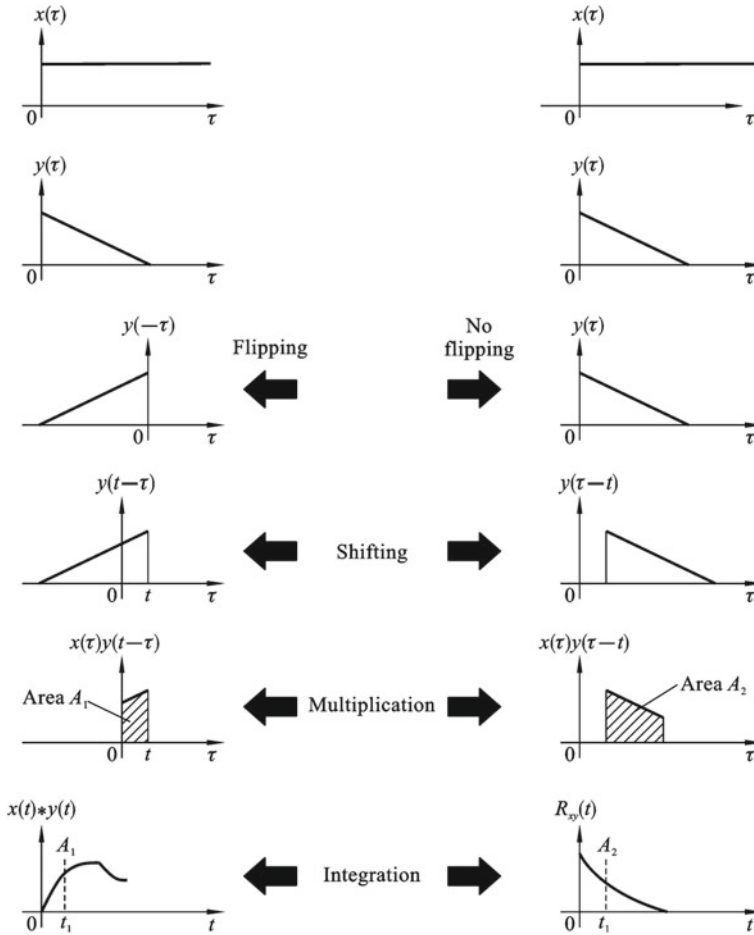 x(τ) x(τ)
0 τ 0 τ
y(τ) y(τ)
0 τ 0 τ
y(−τ) Flipping No flipping y(τ)
0 τ 0 τ
y(t−τ) y(τ−t)
Shifting
0 t τ 0 τ
x(τ)y(t−τ) x(τ)y(τ−t)
Area A₁ Multiplication Area A₂
0 t τ 0 τ
x(t)∗y(t) Rxy(t)
A₁ A₂
Integration
0 t₁ t 0 t₁ t